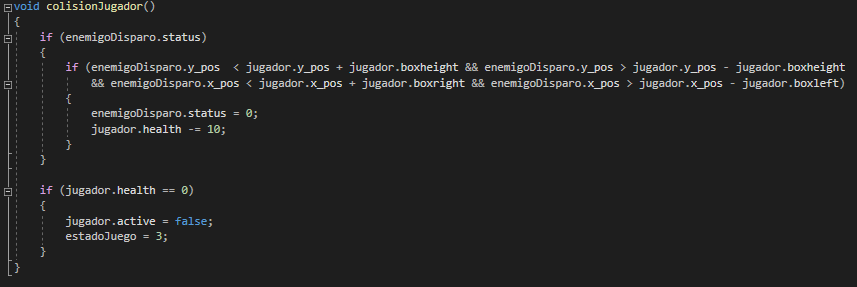 void colisionJugador()
{
    if (enemigoDisparo.status)
    {
        if (enemigoDisparo.y_pos  < jugador.y_pos + jugador.boxheight && enemigoDisparo.y_pos > jugador.y_pos - jugador.boxheight
            && enemigoDisparo.x_pos < jugador.x_pos + jugador.boxright && enemigoDisparo.x_pos > jugador.x_pos - jugador.boxleft)
        {
            enemigoDisparo.status = 0;
            jugador.health -= 10;
        }
    }

    if (jugador.health == 0)
    {
        jugador.active = false;
        estadoJuego = 3;
    }
}